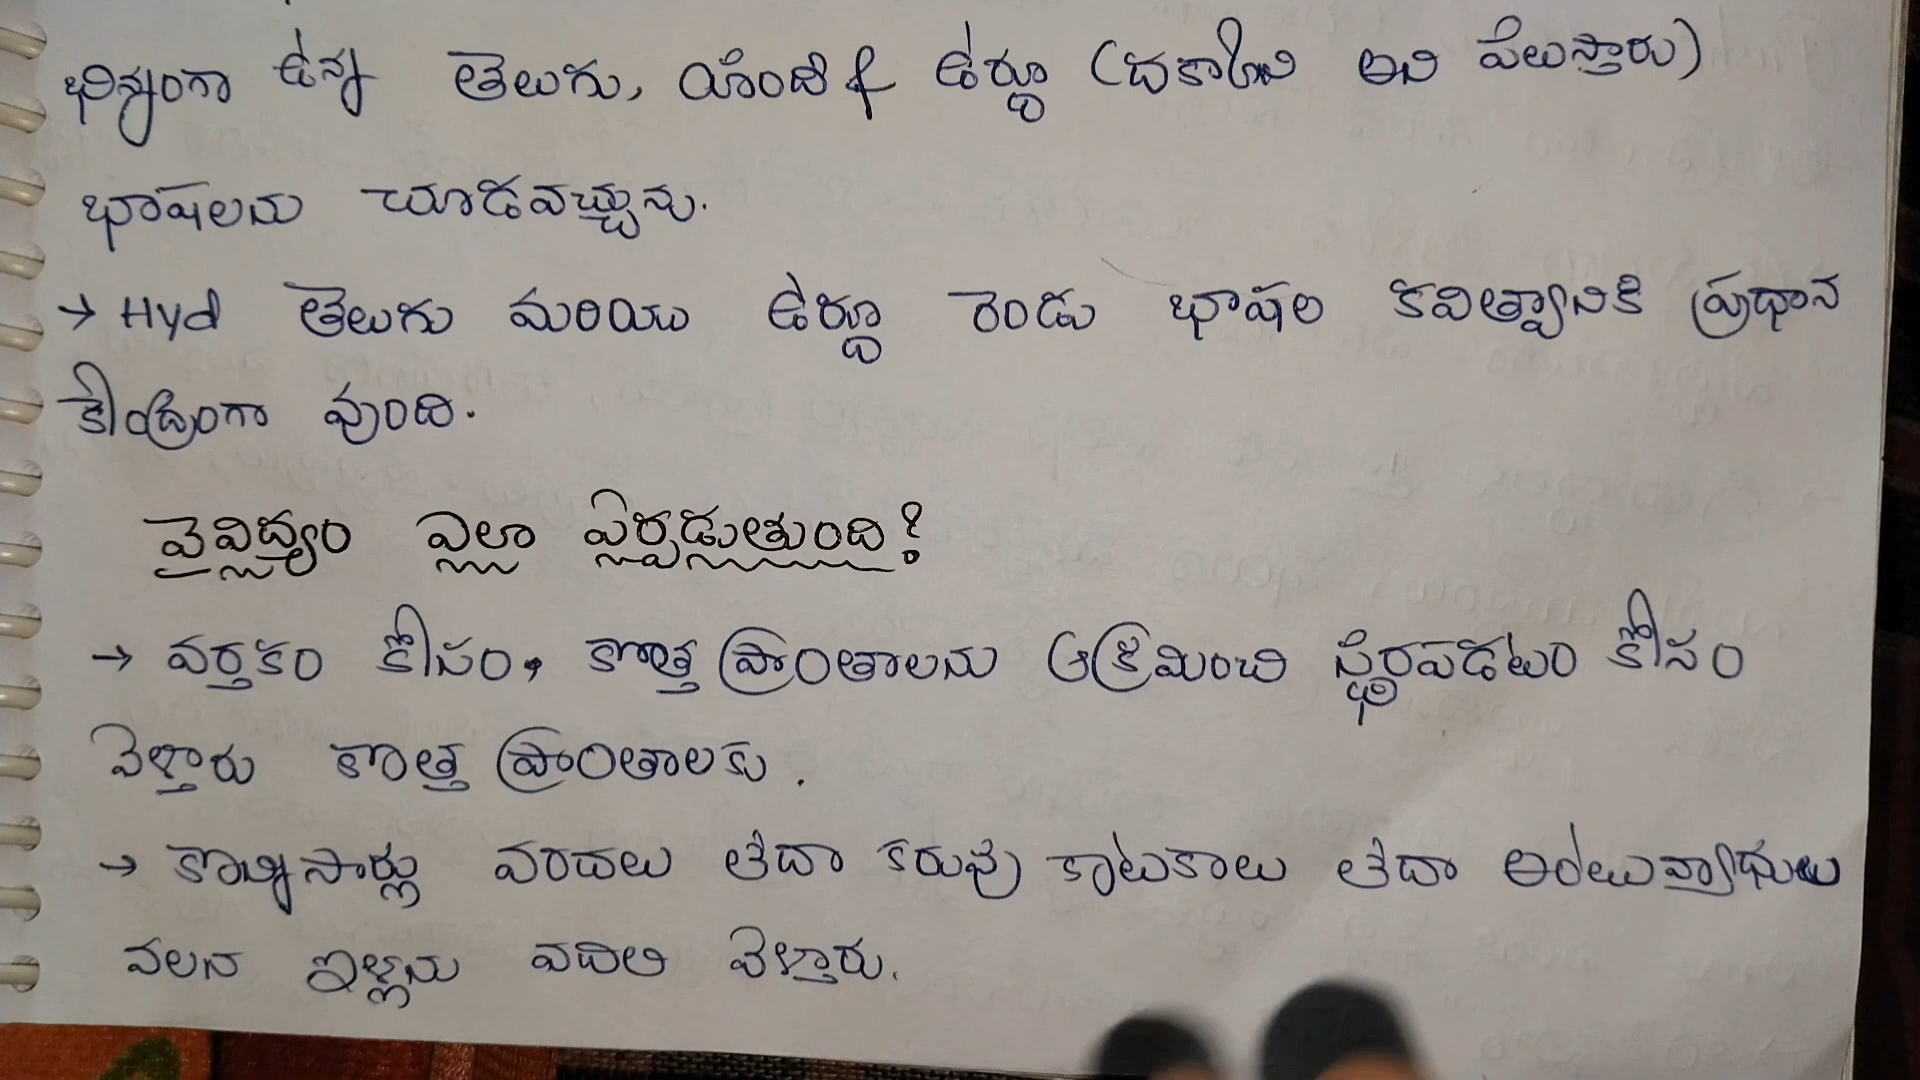 భిన్నంగా ఉన్న తెలుగు, హిందీ & ఉర్దూ (దకాణి అని పిలుస్తారు)
భాషలను చూడవచ్చును.
→ Hyd తెలుగు మరియు ఉర్దూ రెండు భాషల కవిత్వానికి ప్రధాన
కేంద్రంగా వుంది.
వైవిధ్యం ఎలా ఏర్పడుతుంది?
→ వర్తకం కోసం, కొత్త ప్రాంతాలను ఆక్రమించి స్థిరపడటం కోసం
వెళ్తారు కొత్త ప్రాంతాలకు.
→ కొన్నిసార్లు వరదలు లేదా కరువు కాటకాలు లేదా అంటువ్యాధులు
వలన ఇళ్లను వదిలి వెళ్తారు.